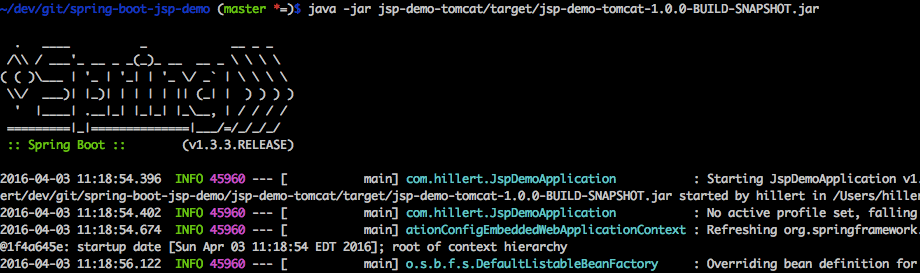 ~/dev/git/spring-boot-jsp-demo (master *=)$ java -jar jsp-demo-tomcat/target/jsp-demo-tomcat-1.0.0-BUILD-SNAPSHOT.jar
  .   ____          _            __ _ _
 /\\ / ___'_ __ _ _(_)_ __  __ _ \ \ \ \
( ( )\___ | '_ | '_| | '_ \/ _` | \ \ \ \
 \\/  ___)| |_)| | | | | || (_| |  ) ) ) )
  '  |____| .__|_| |_|_| |_\__, | / / / /
 =========|_|==============|___/=/_/_/_/
 :: Spring Boot ::        (v1.3.3.RELEASE)
2016-04-03 11:18:54.396  INFO 45960 --- [           main] com.hillert.JspDemoApplication           : Starting JspDemoApplication v1.
ert/dev/git/spring-boot-jsp-demo/jsp-demo-tomcat/target/jsp-demo-tomcat-1.0.0-BUILD-SNAPSHOT.jar started by hillert in /Users/hille
2016-04-03 11:18:54.402  INFO 45960 --- [           main] com.hillert.JspDemoApplication           : No active profile set, falling
2016-04-03 11:18:54.674  INFO 45960 --- [           main] ationConfigEmbeddedWebApplicationContext : Refreshing org.springframework.
@1f4a645e: startup date [Sun Apr 03 11:18:54 EDT 2016]; root of context hierarchy
2016-04-03 11:18:56.122  INFO 45960 --- [           main] o.s.b.f.s.DefaultListableBeanFactory     : Overriding bean definition for